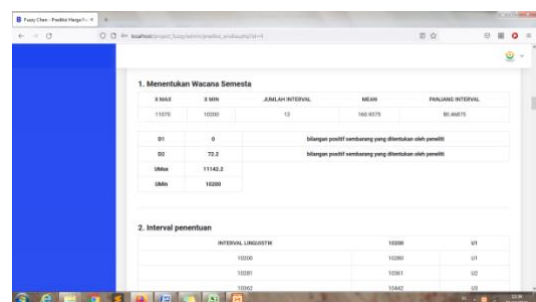 Fuzzy Chen - Prediksi Harga
1. Menentukan Wacana Semesta
X MAX X MIN JUMLAH INTERVAL MEAN PANJANG INTERVAL
11070 10200 12 160.9375 80.46875
D1 0 bilangan positif sembarang yang ditentukan oleh peneliti
D2 72.2 bilangan positif sembarang yang ditentukan oleh peneliti
UMax 11142.2
UMin 10200
2. Interval penentuan
INTERVAL LINGUISTIK 10200 U1
10200 10280 U1
10281 10361 U2
10362 10442 U3